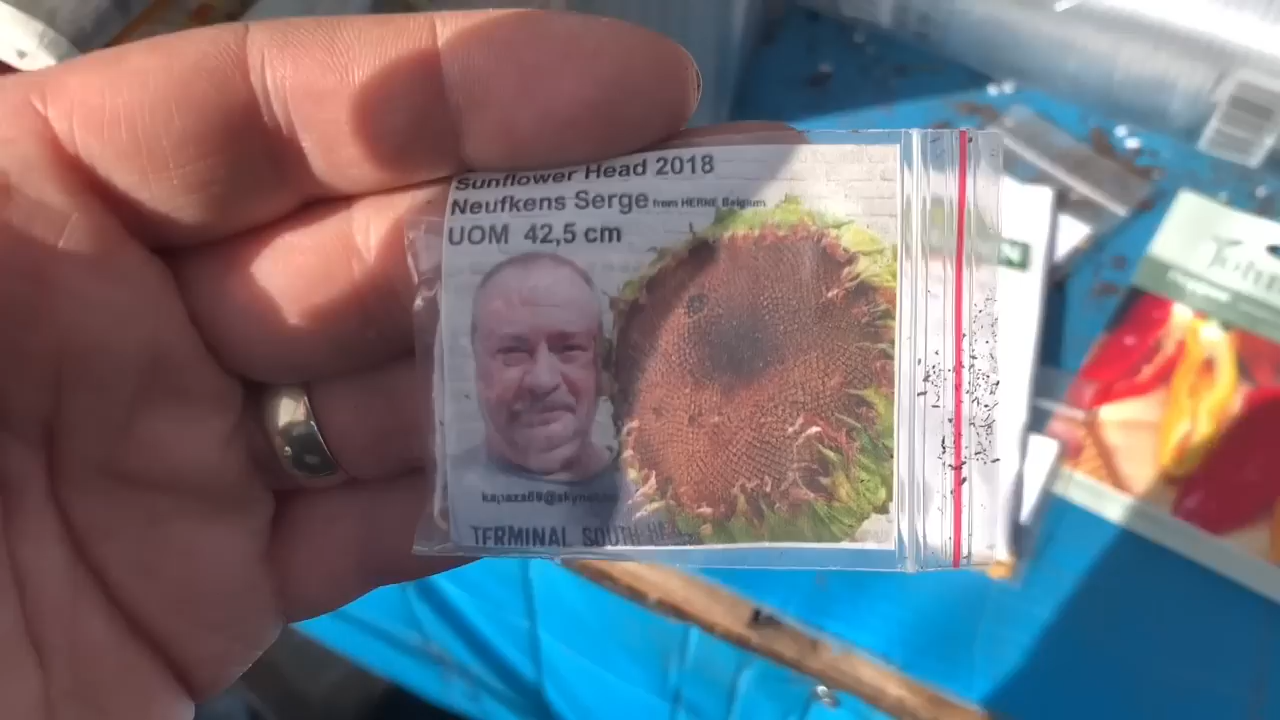 Sunflower Head 2018
Neufkens Serge from HERNE Belgium
UOM 42,5 cm
TERMINAL SOUTH